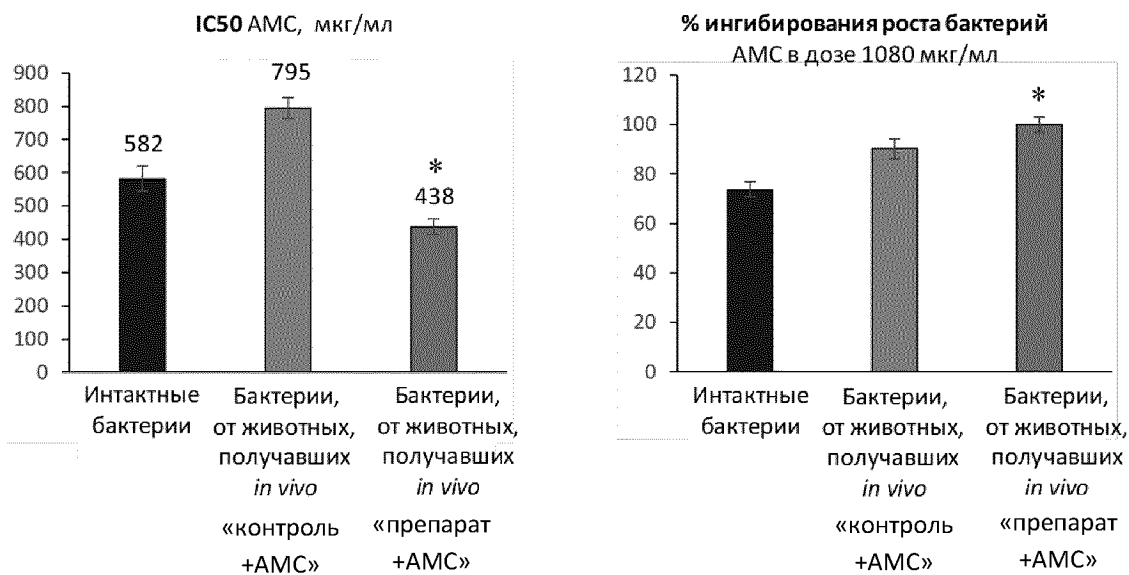 IC50 АМС, мкг/мл
900
800
700
600
500
400
300
200
100
0
582
795
*
438
Интактные
бактерии
Бактерии,
от животных,
получавших
in vivo
«контроль
+АМС»
Бактерии,
от животных,
получавших
in vivo
«препарат
+АМС»
% ингибирования роста бактерий
АМС в дозе 1080 мкг/мл
120
100
80
60
40
20
0
*
Интактные
бактерии
Бактерии,
от животных,
получавших
in vivo
«контроль
+АМС»
Бактерии,
от животных,
получавших
in vivo
«препарат
+АМС»